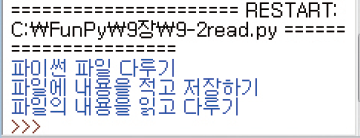 ====================== RESTART:
C:\FunPy\9장\9-2read.py ======
================
파이썬 파일 다루기
파일에 내용을 적고 저장하기
파일의 내용을 읽고 다루기
>>>